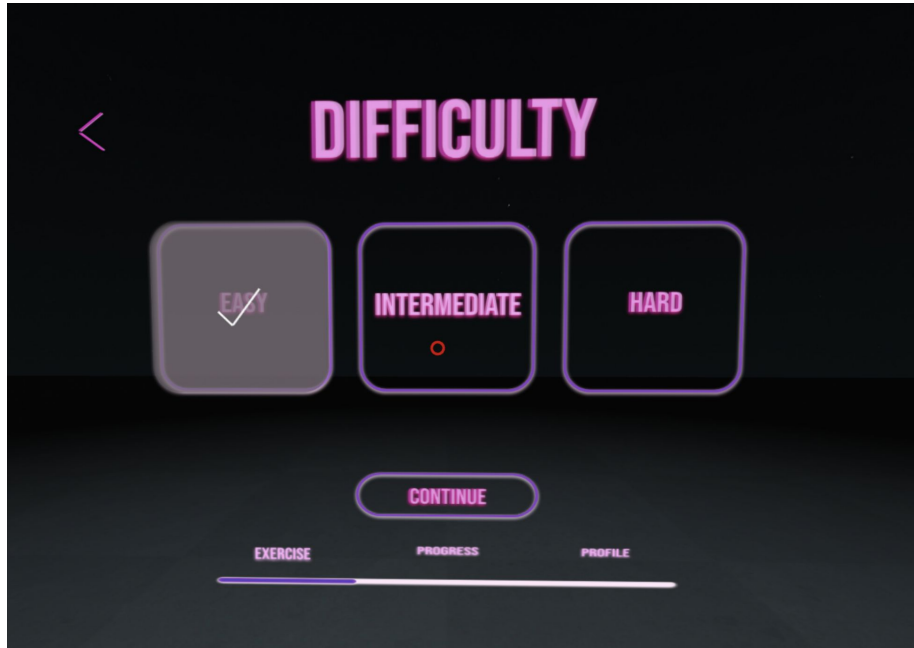 DIFFICULTY
EASY INTERMEDIATE HARD
CONTINUE
EXERCISE PROGRESS PROFILE